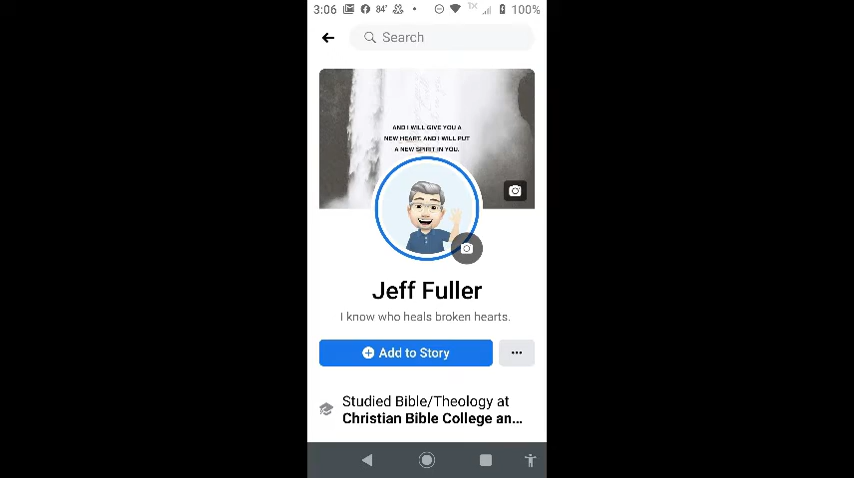 3:06 84° TX 100%
Search
AND I WILL GIVE YOU A
NEW HEART, AND I WILL PUT
A NEW SPIRIT IN YOU.
Jeff Fuller
I know who heals broken hearts.
Add to Story
Studied Bible/Theology at
Christian Bible College an...